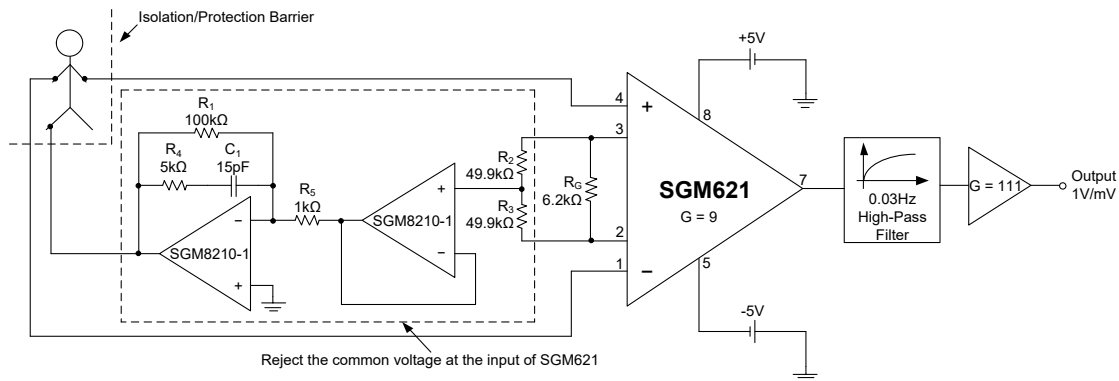 Isolation/Protection Barrier
+5V
R1
100kΩ
R4
5kΩ
C1
15pF
R5
1kΩ
SGM8210-1
+
−
SGM8210-1
−
+
R2
49.9kΩ
R3
49.9kΩ
RG
6.2kΩ
4
3
2
1
+
−
8
SGM621
G = 9
7
5
0.03Hz
High-Pass
Filter
G = 111
Output
1V/mV
-5V
Reject the common voltage at the input of SGM621